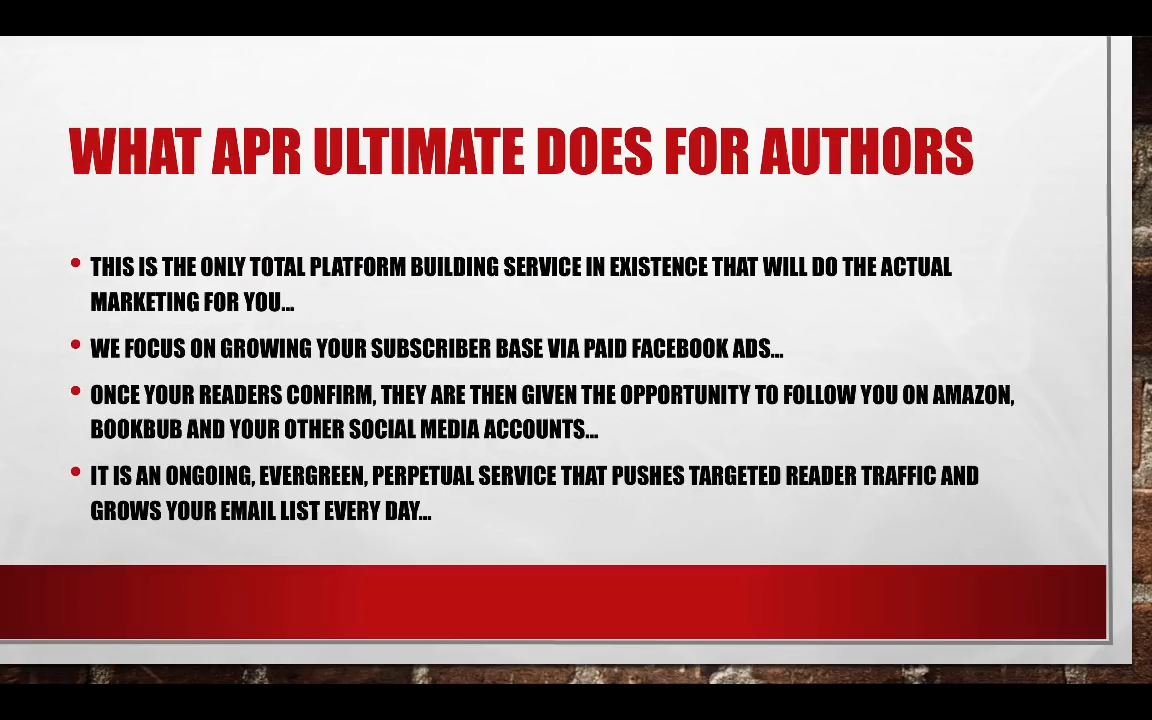 WHAT APR ULTIMATE DOES FOR AUTHORS
• THIS IS THE ONLY TOTAL PLATFORM BUILDING SERVICE IN EXISTENCE THAT WILL DO THE ACTUAL
MARKETING FOR YOU...
• WE FOCUS ON GROWING YOUR SUBSCRIBER BASE VIA PAID FACEBOOK ADS...
• ONCE YOUR READERS CONFIRM, THEY ARE THEN GIVEN THE OPPORTUNITY TO FOLLOW YOU ON AMAZON,
BOOKBUB AND YOUR OTHER SOCIAL MEDIA ACCOUNTS...
• IT IS AN ONGOING, EVERGREEN, PERPETUAL SERVICE THAT PUSHES TARGETED READER TRAFFIC AND
GROWS YOUR EMAIL LIST EVERY DAY...